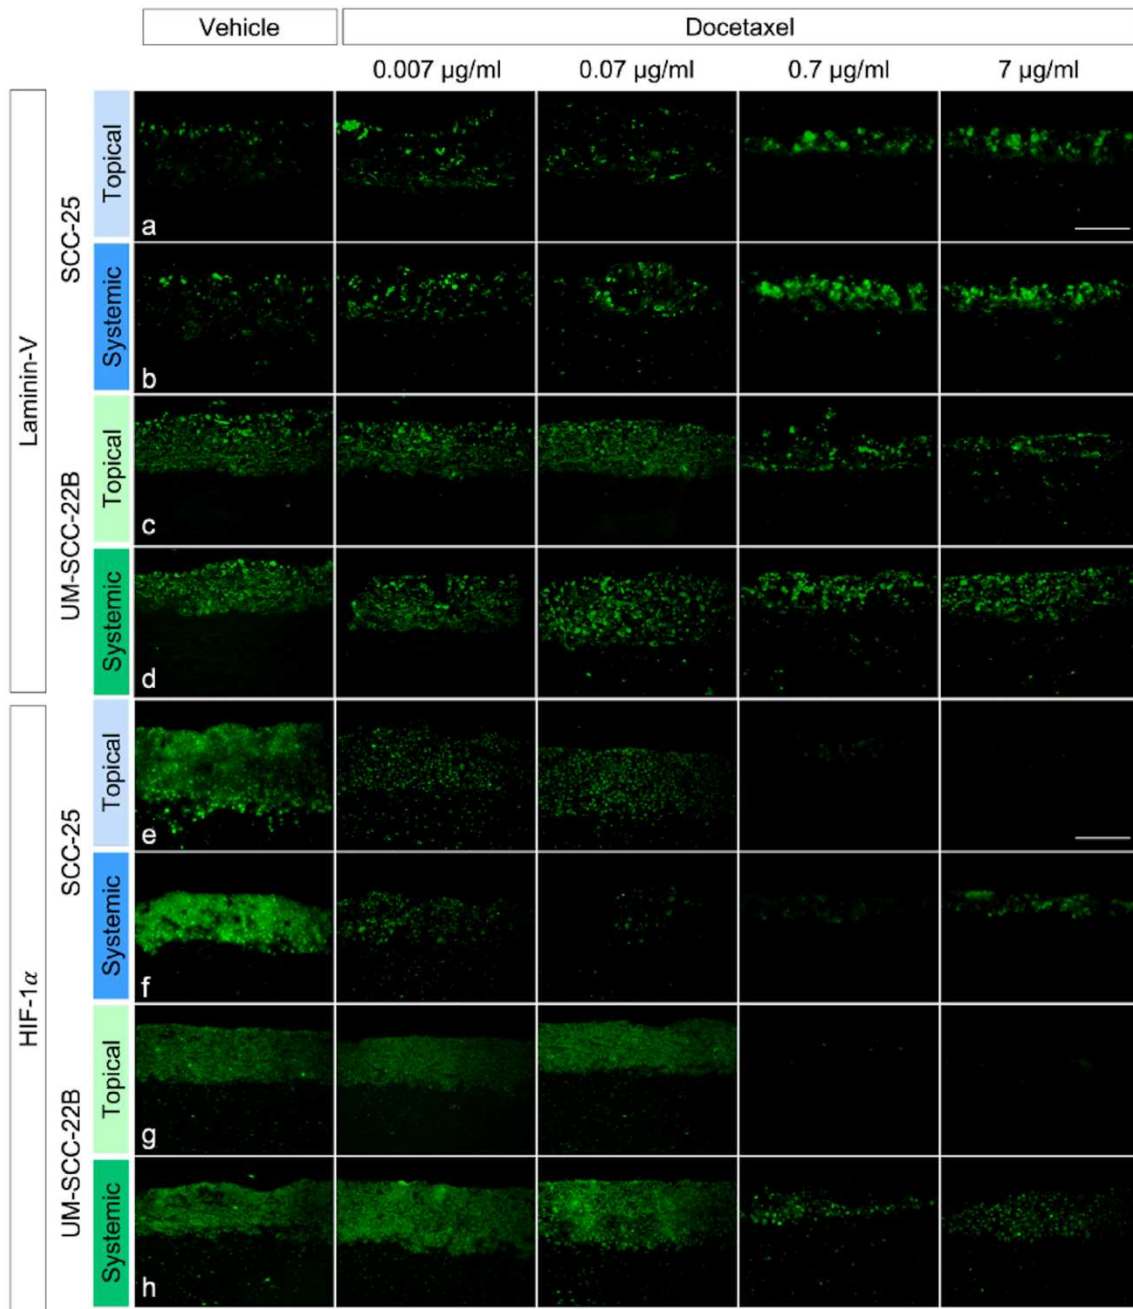 Vehicle
Docetaxel
0.007 µg/ml
0.07 µg/ml
0.7 µg/ml
7 µg/ml
Laminin-V
SCC-25
Topical
a
Systemic
b
UM-SCC-22B
Topical
c
Systemic
d
HIF-1α
SCC-25
Topical
e
Systemic
f
UM-SCC-22B
Topical
g
Systemic
h